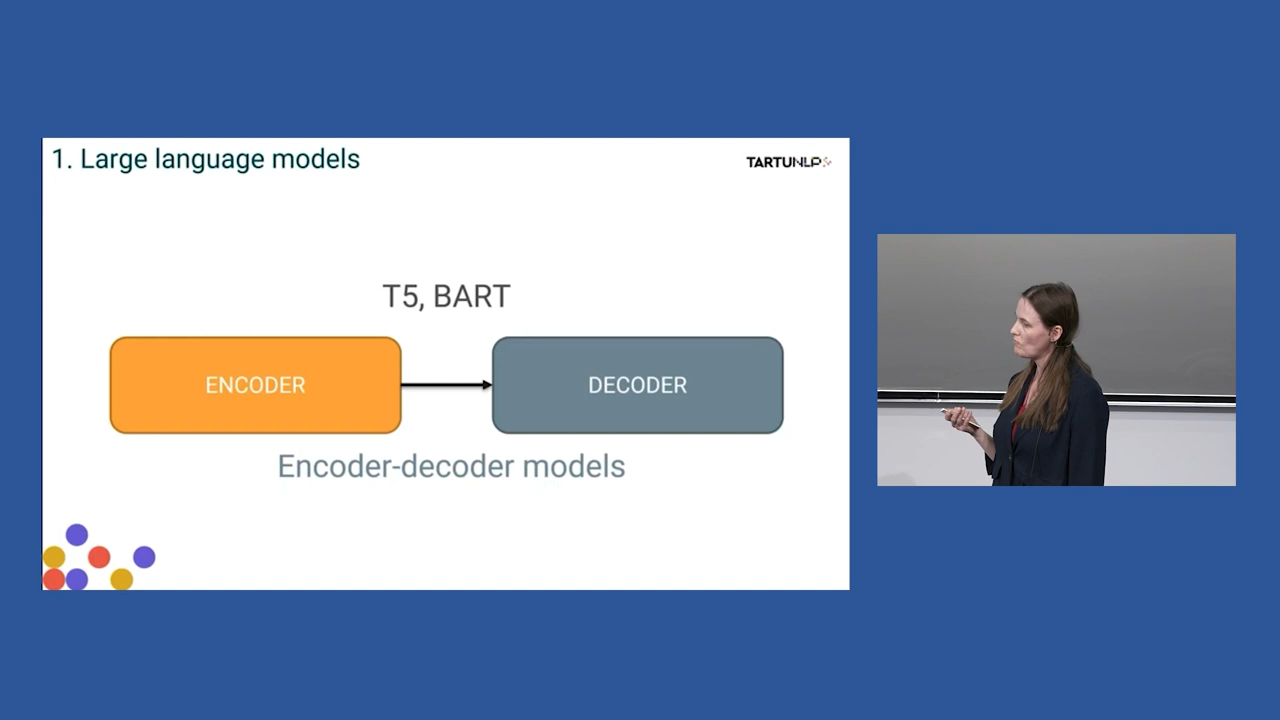 1. Large language models
TARTUNLP
T5, BART
ENCODER
DECODER
Encoder-decoder models